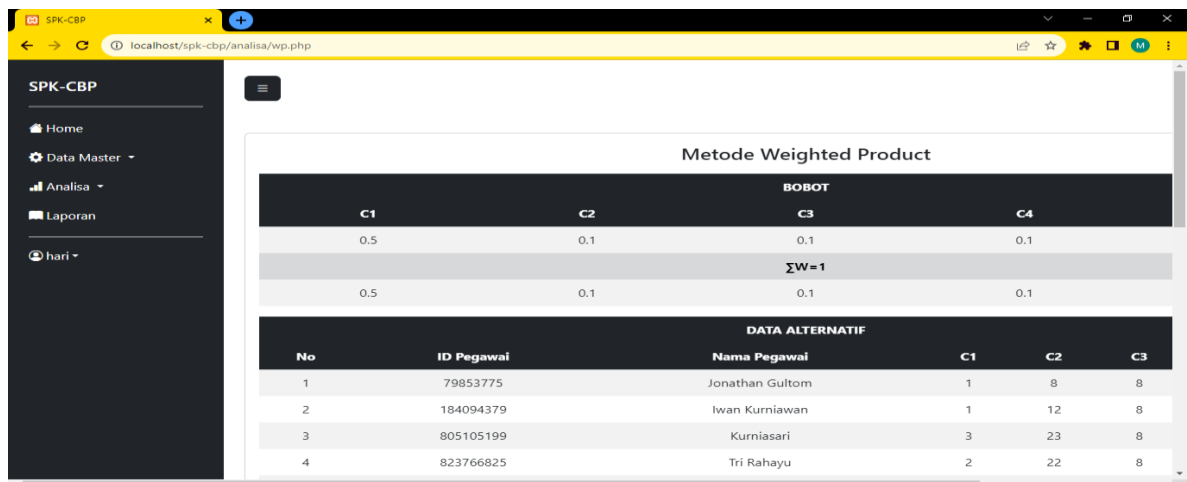 SPK-CBP
localhost/spk-cbp/analisa/wp.php
M
SPK-CBP
Home
Data Master
Analisa
Laporan
hari
Metode Weighted Product
BOBOT
C1 C2 C3 C4
0.5 0.1 0.1 0.1
∑W=1
0.5 0.1 0.1 0.1
DATA ALTERNATIF
No ID Pegawai Nama Pegawai C1 C2 C3
1 79853775 Jonathan Gultom 1 8 8
2 184094379 Iwan Kurniawan 1 12 8
3 805105199 Kurniasari 3 23 8
4 823766825 Tri Rahayu 2 22 8